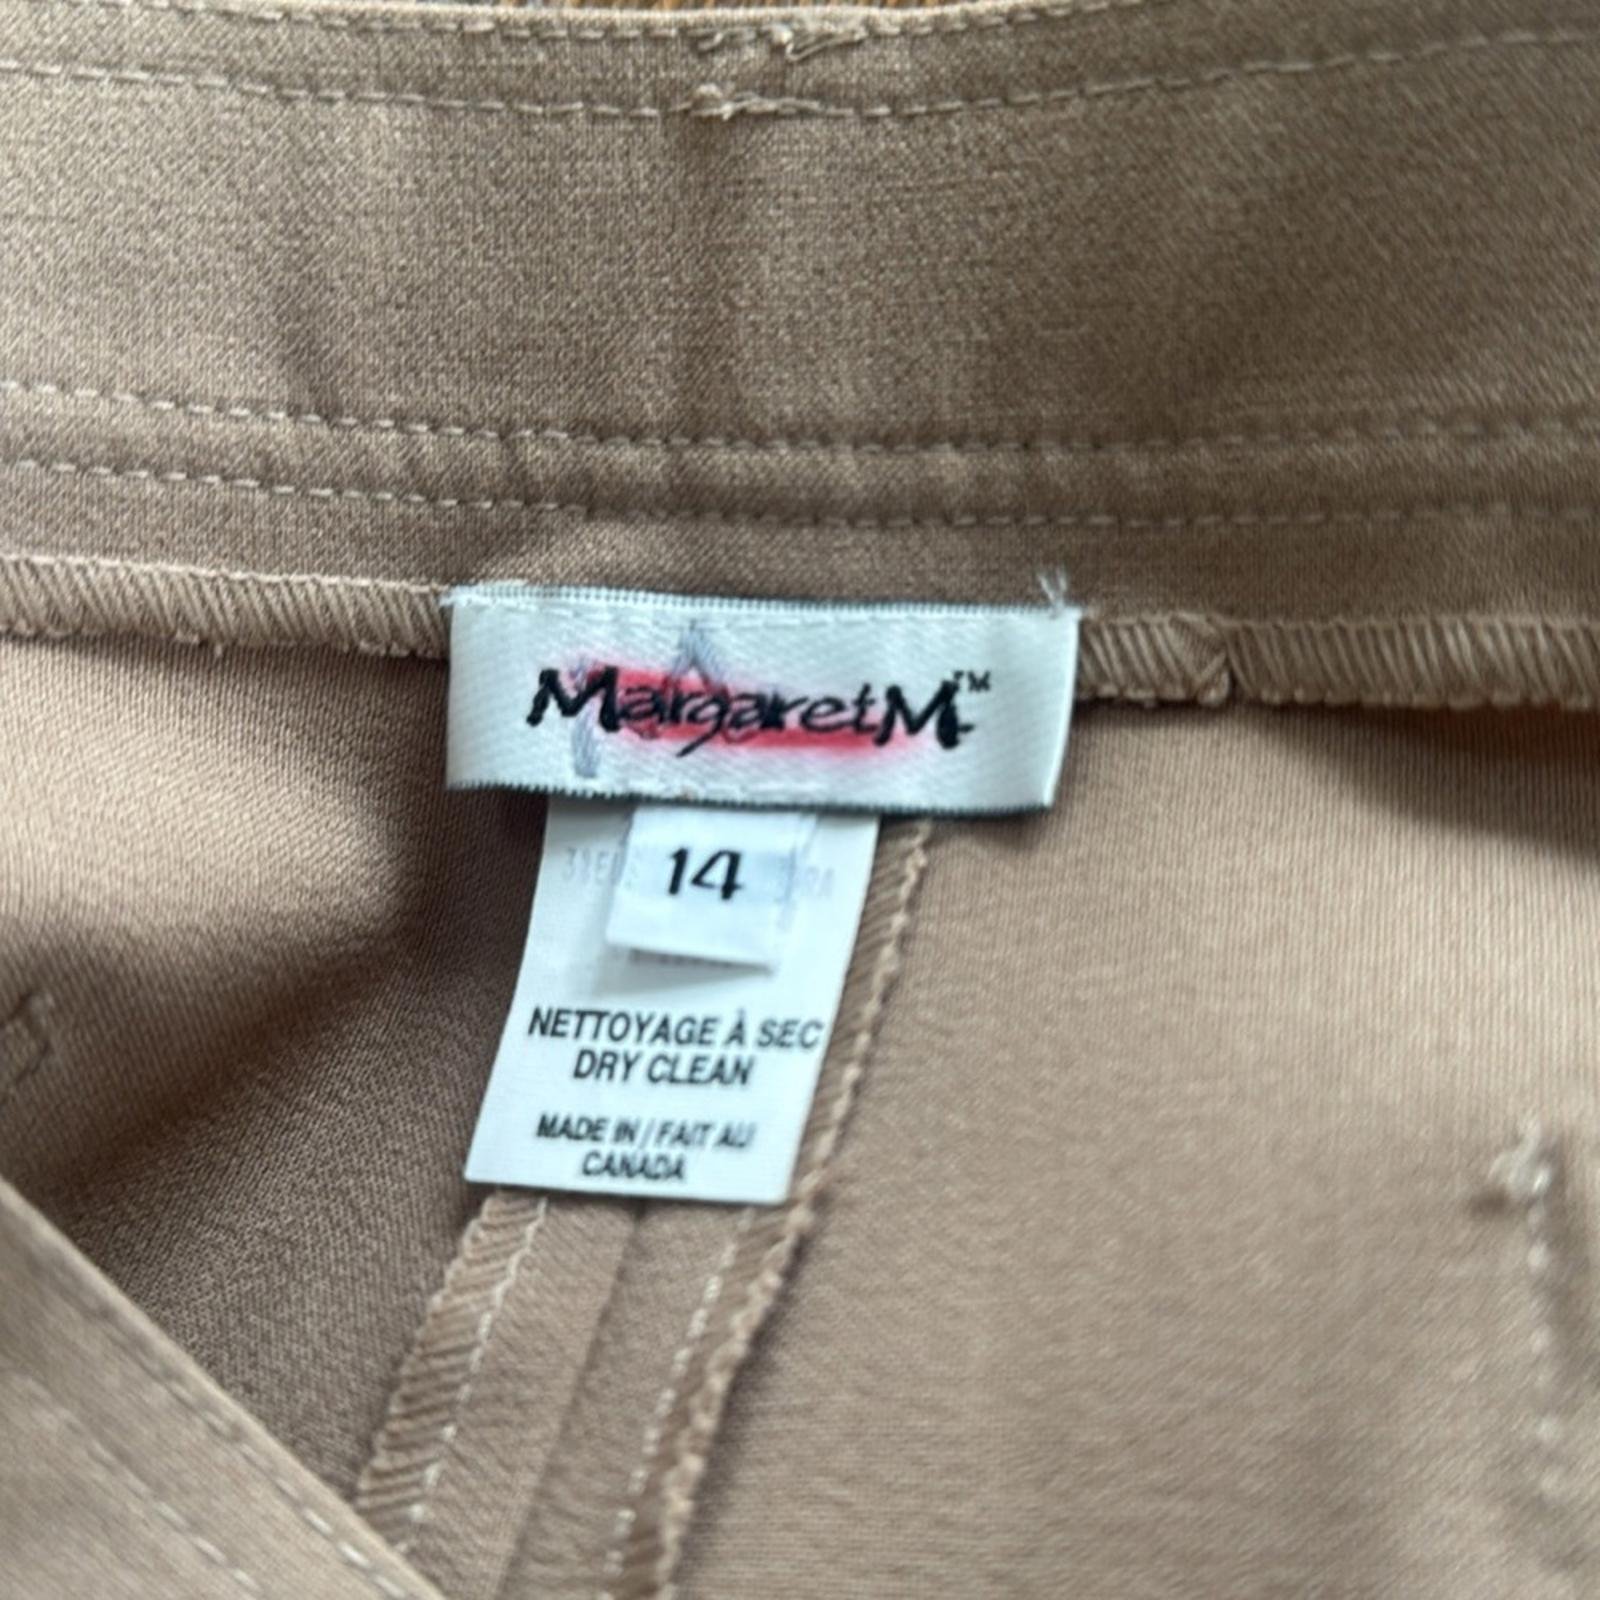 MargaretM™
14
NETTOYAGE À SEC
DRY CLEAN
MADE IN / FAIT AU
CANADA